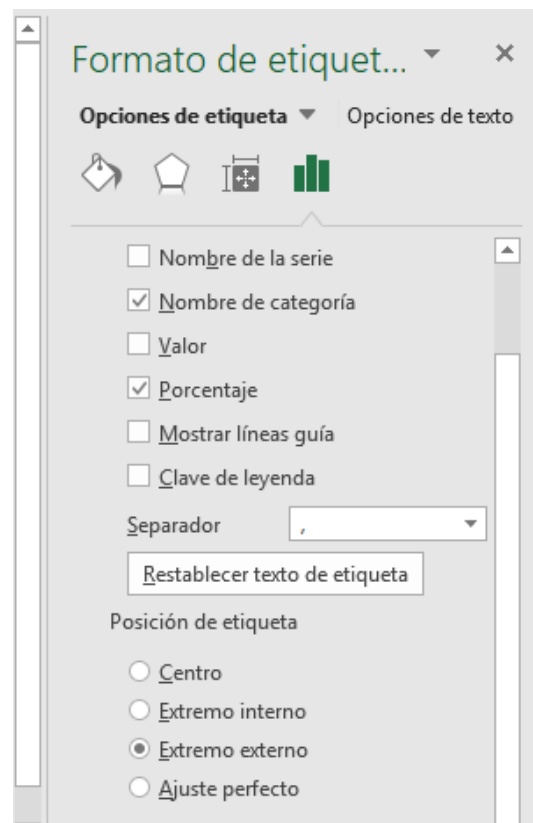 Formato de etiquet...
Opciones de etiqueta Opciones de texto
Nombre de la serie
Nombre de categoría
Valor
Porcentaje
Mostrar líneas guía
Clave de leyenda
Separador ,
Restablecer texto de etiqueta
Posición de etiqueta
Centro
Extremo interno
Extremo externo
Ajuste perfecto